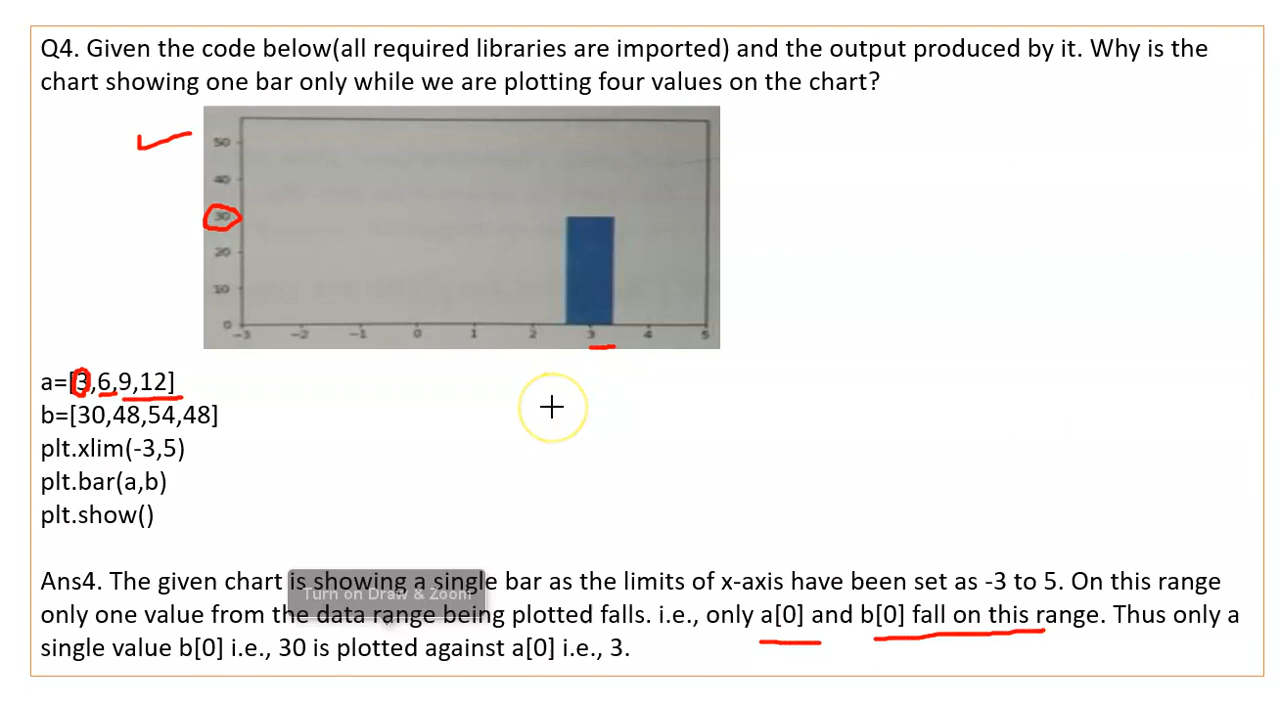 Q4. Given the code below(all required libraries are imported) and the output produced by it. Why is the
chart showing one bar only while we are plotting four values on the chart?
50
40
30
20
10
0
-3 -2 -1 0 1 2 3 4 5
a=[3,6,9,12]
b=[30,48,54,48]
plt.xlim(-3,5)
plt.bar(a,b)
plt.show()
Ans4. The given chart is showing a single bar as the limits of x-axis have been set as -3 to 5. On this range
Turn on Draw & Zoom
only one value from the data range being plotted falls. i.e., only a[0] and b[0] fall on this range. Thus only a
single value b[0] i.e., 30 is plotted against a[0] i.e., 3.